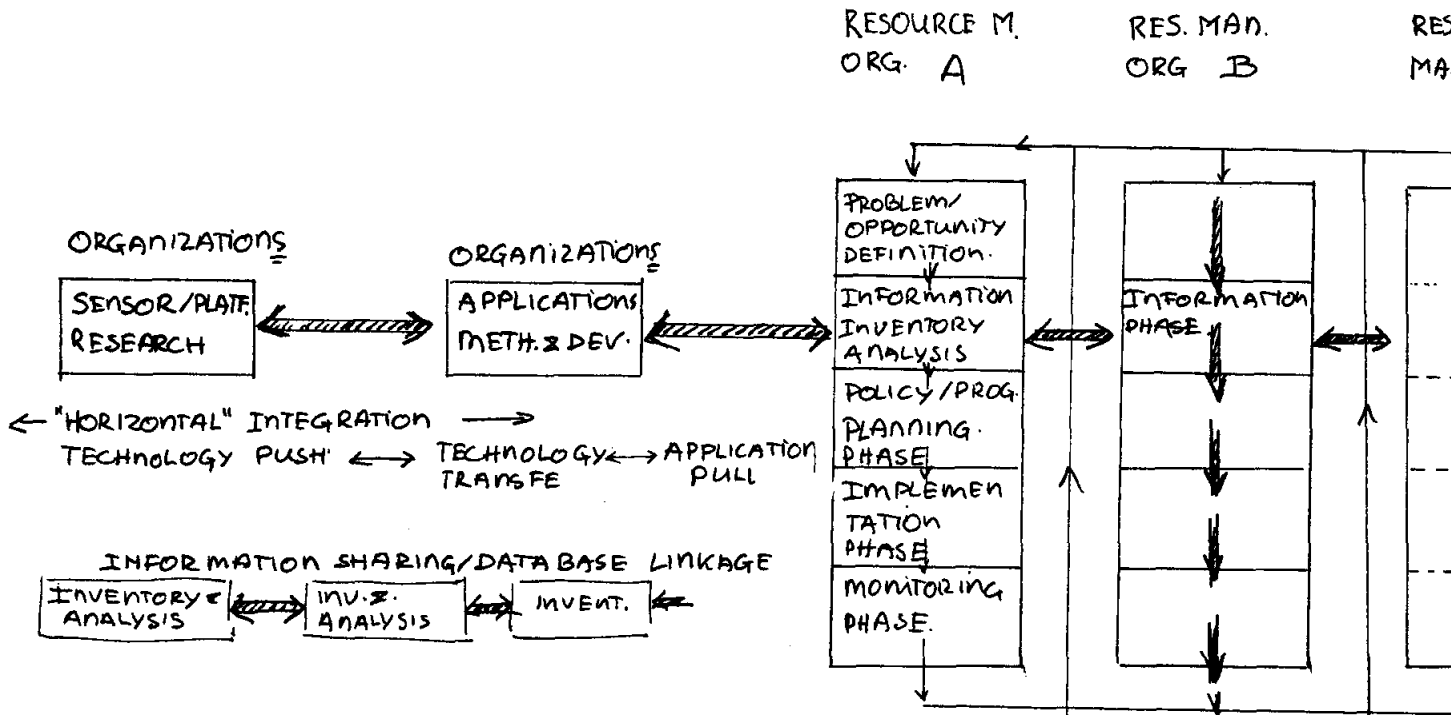 RESOURCE M.
ORG. A
RES. MAN.
ORG B
RES
MA
ORGANIZATIONS
SENSOR/PLATF.
RESEARCH
ORGANIZATIONS
APPLICATIONS
METH. & DEV.
PROBLEM/
OPPORTUNITY
DEFINITION.
INFORMATION
INVENTORY
ANALYSIS
POLICY/PROG.
PLANNING.
PHASE
IMPLEMEN
TATION
PHASE
MONITORING
PHASE.
INFORMATION
PHASE
"HORIZONTAL" INTEGRATION
TECHNOLOGY PUSH
TECHNOLOGY
TRANSFE
APPLICATION
PULL
INFORMATION SHARING/DATABASE LINKAGE
INVENTORY &
ANALYSIS
INV. &.
ANALYSIS
INVENT.